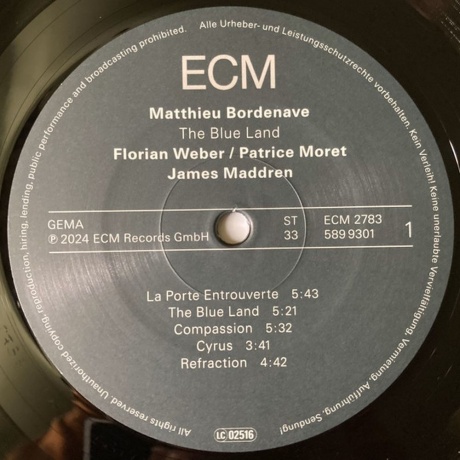 Unauthorized copying, reproduction, hiring, lending, public performance and broadcasting prohibited. Alle Urheber- und Leistungsschutzrechte vorbehalten. Kein Verleih! Keine unerlaubte Vervielfältigung, Vermietung, Aufführung, Sendung!
ECM
Matthieu Bordenave
The Blue Land
Florian Weber / Patrice Moret
James Maddren
GEMA ST ECM 2783
℗ 2024 ECM Records GmbH 33 589 9301 1
La Porte Entrouverte 5:43
The Blue Land 5:21
Compassion 5:32
Cyrus 3:41
Refraction 4:42
All rights reserved.
LC 02516